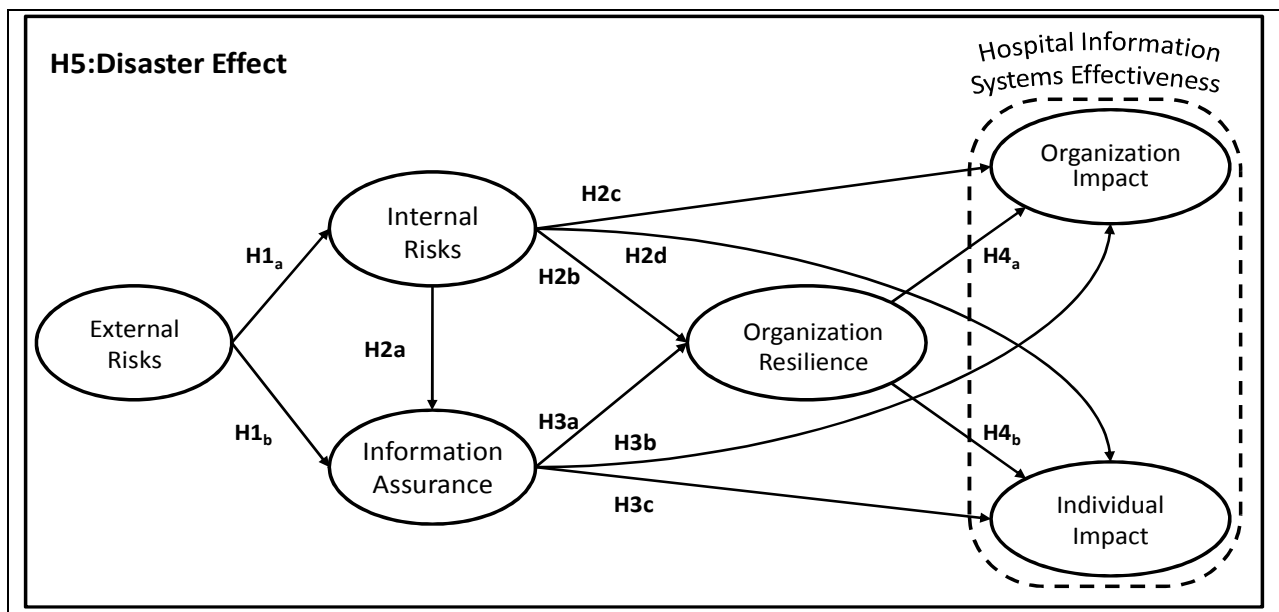 H5:Disaster Effect
Hospital Information
Systems Effectiveness
Organization
Impact
H2c
Internal
Risks
H1a
H2d
H2b
H4a
External
Risks
H2a
Organization
Resilience
H1b
H3a
H3b
H4b
Information
Assurance
H3c
Individual
Impact